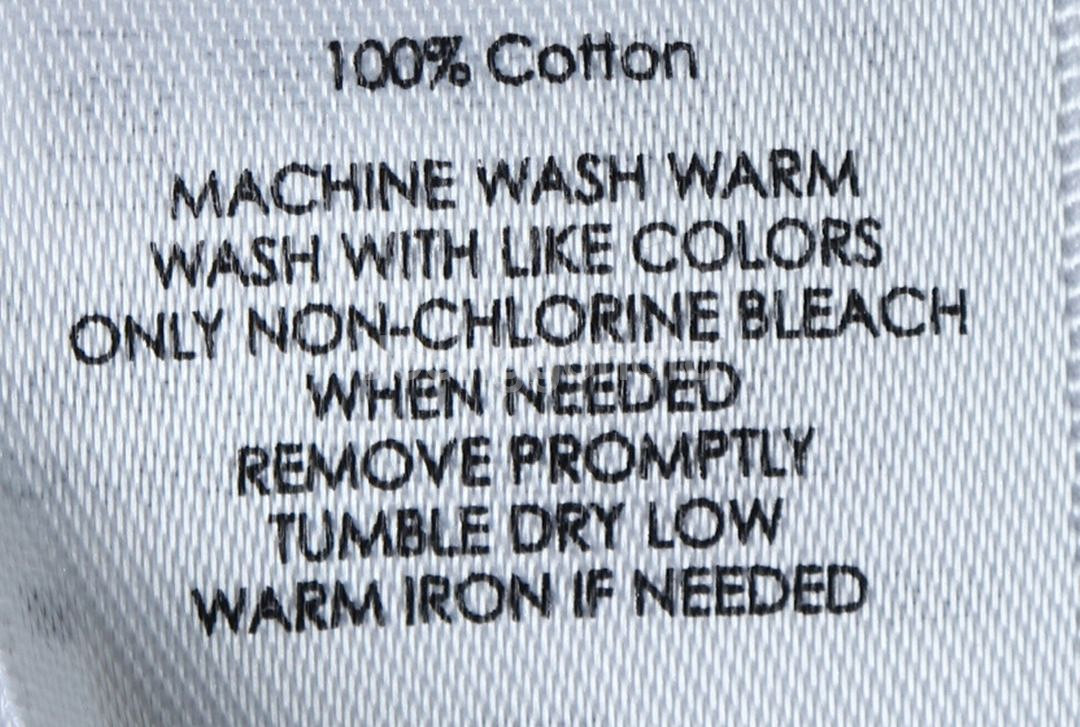 100% Cotton
MACHINE WASH WARM
WASH WITH LIKE COLORS
ONLY NON-CHLORINE BLEACH
WHEN NEEDED
REMOVE PROMPTLY
TUMBLE DRY LOW
WARM IRON IF NEEDED